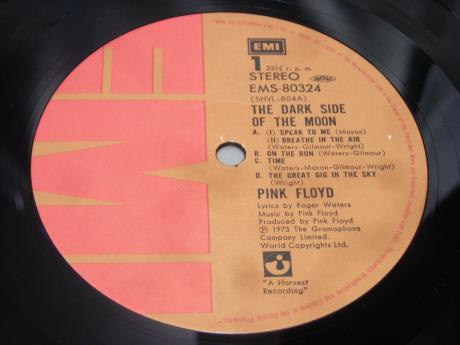 EMI
1 33⅓ r. p. m.
STEREO
EMS-80324
(SHVL-804A)
THE DARK SIDE
OF THE MOON
A. (I) SPEAK TO ME (Mason)
(II) BREATHE IN THE AIR
(Waters-Gilmour-Wright)
B. ON THE RUN (Waters-Gilmour)
C. TIME
(Waters-Mason-Gilmour-Wright)
D. THE GREAT GIG IN THE SKY
(Wright)
PINK FLOYD
Lyrics by Roger Waters
Music by Pink Floyd
Produced by Pink Floyd
Ⓟ 1973 The Gramophone
Company Limited.
World Copyrights Ltd.
"A Harvest
Recording"
EMI